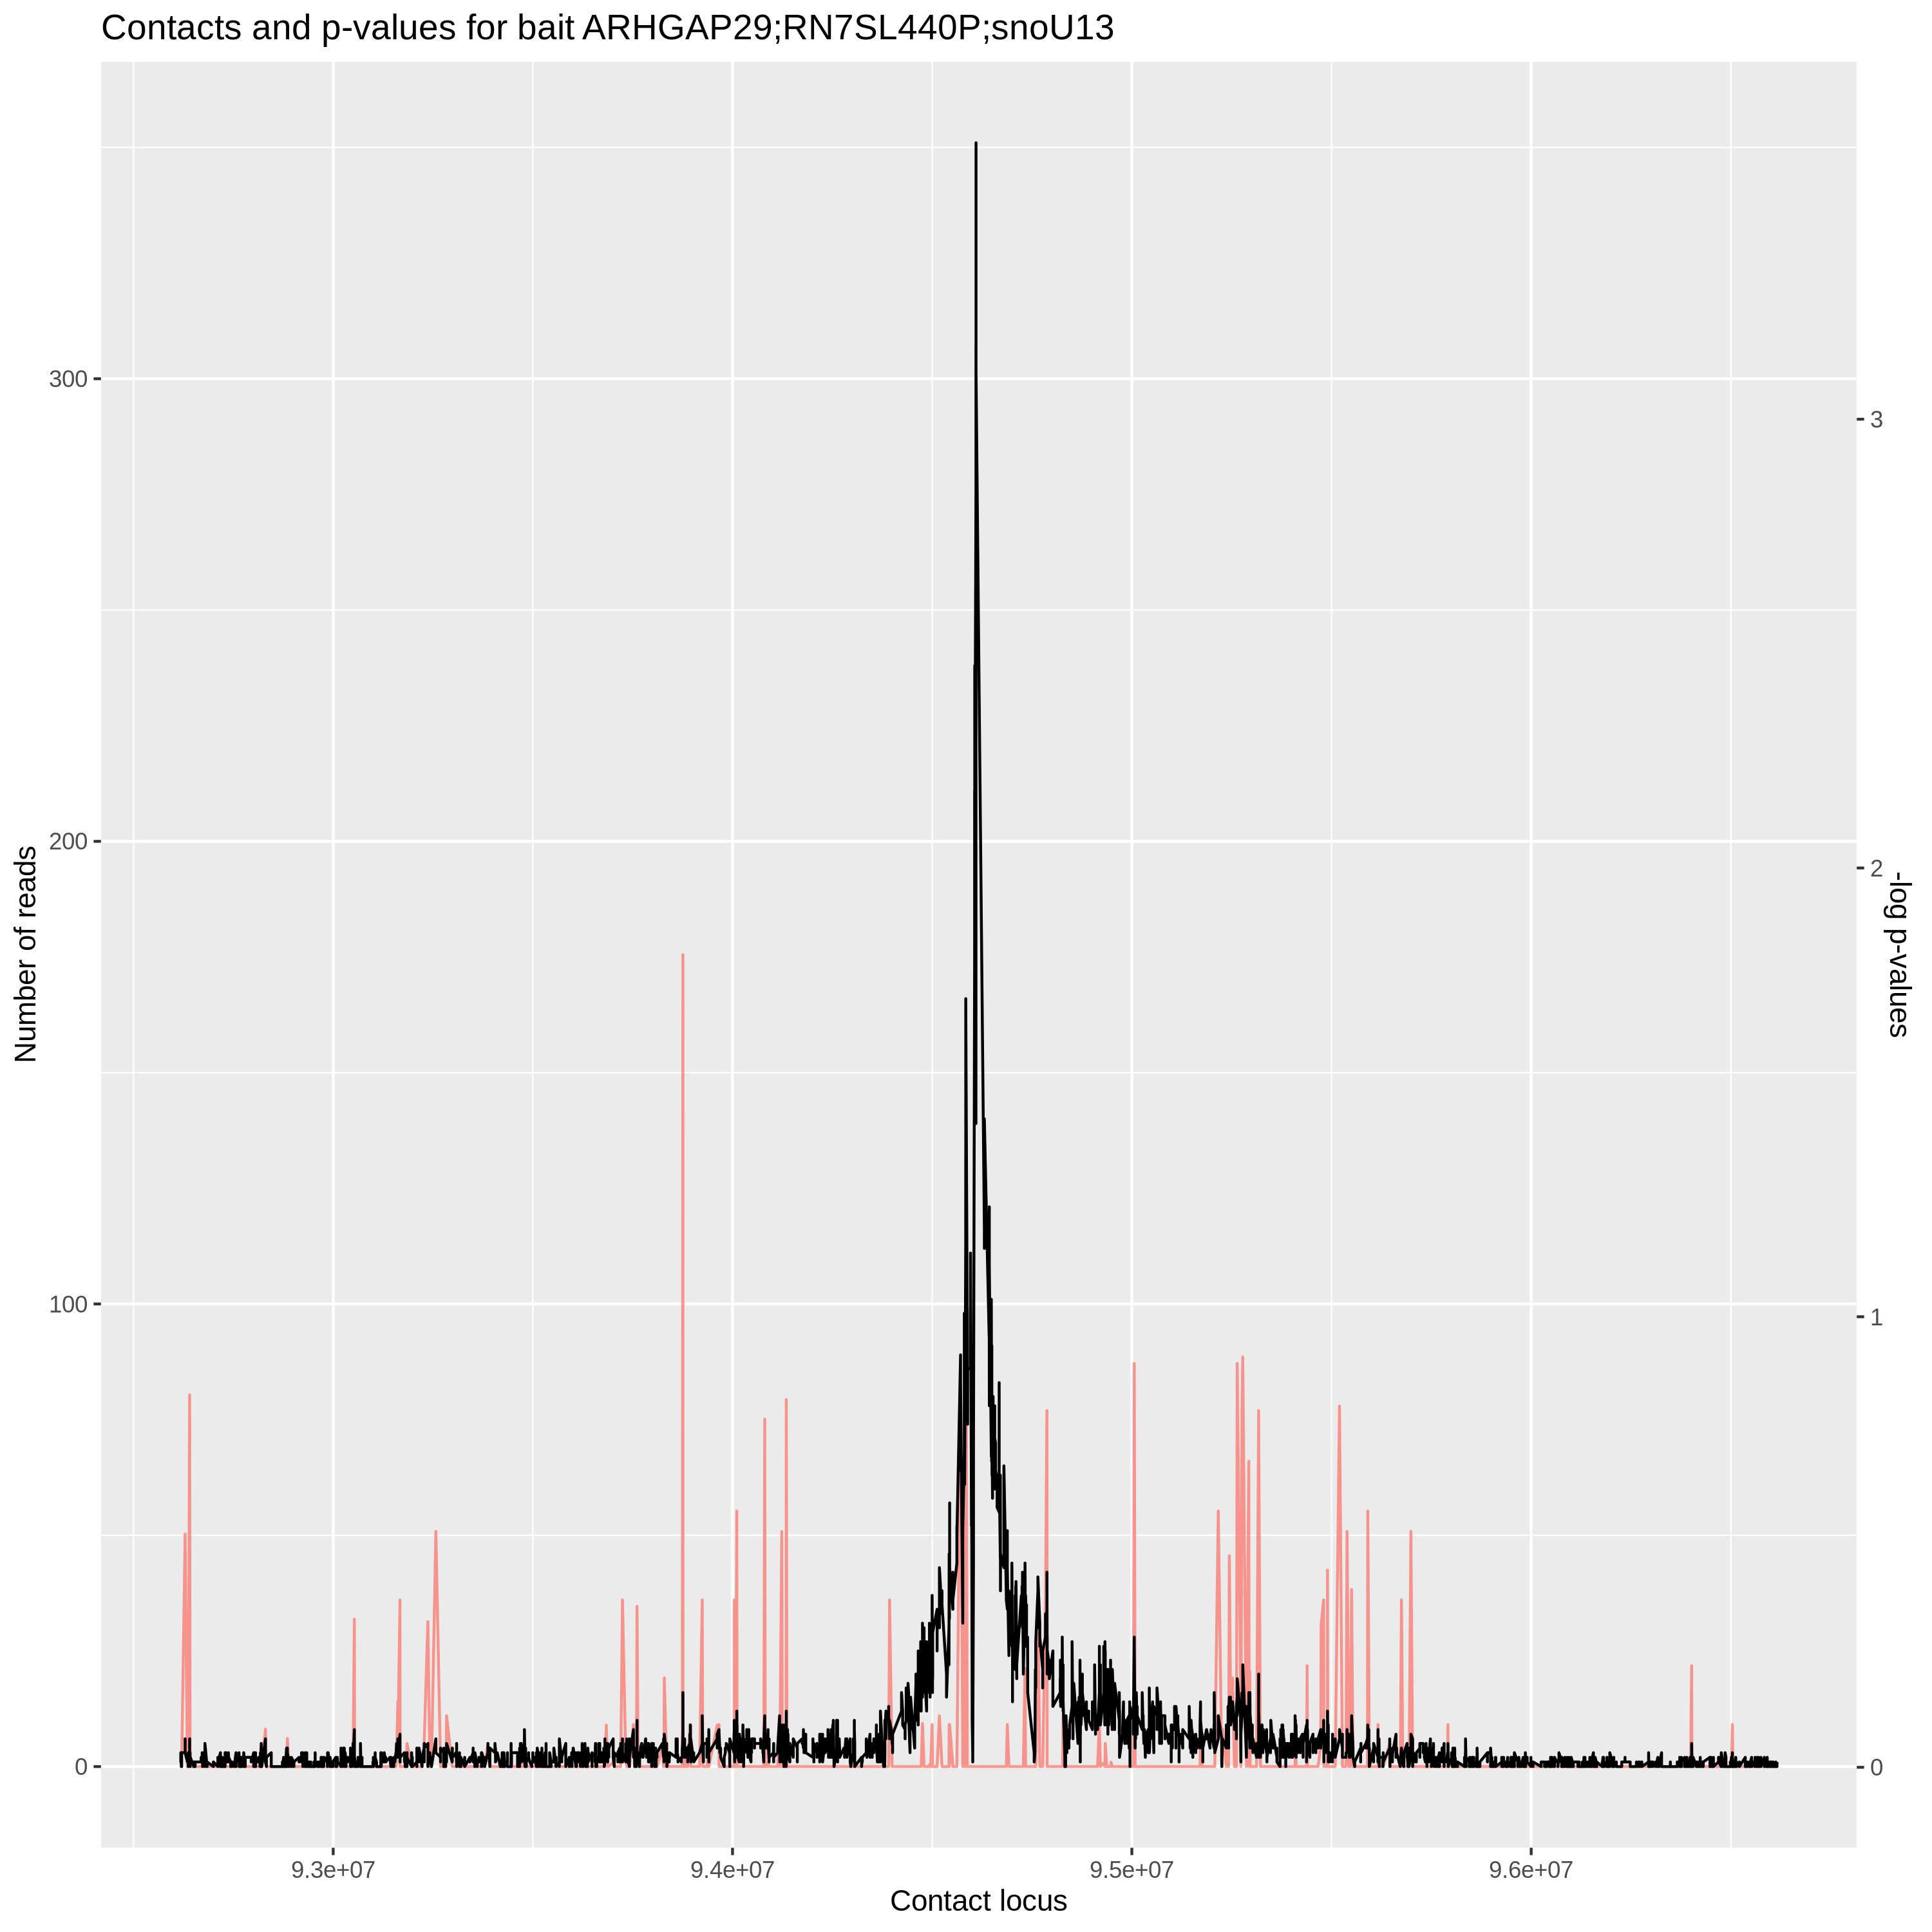 Contacts and p-values for bait ARHGAP29;RN7SL440P;snoU13
Number of reads
300
200
100
0
3
2
1
0
-log p-values
9.3e+07 9.4e+07 9.5e+07 9.6e+07
Contact locus